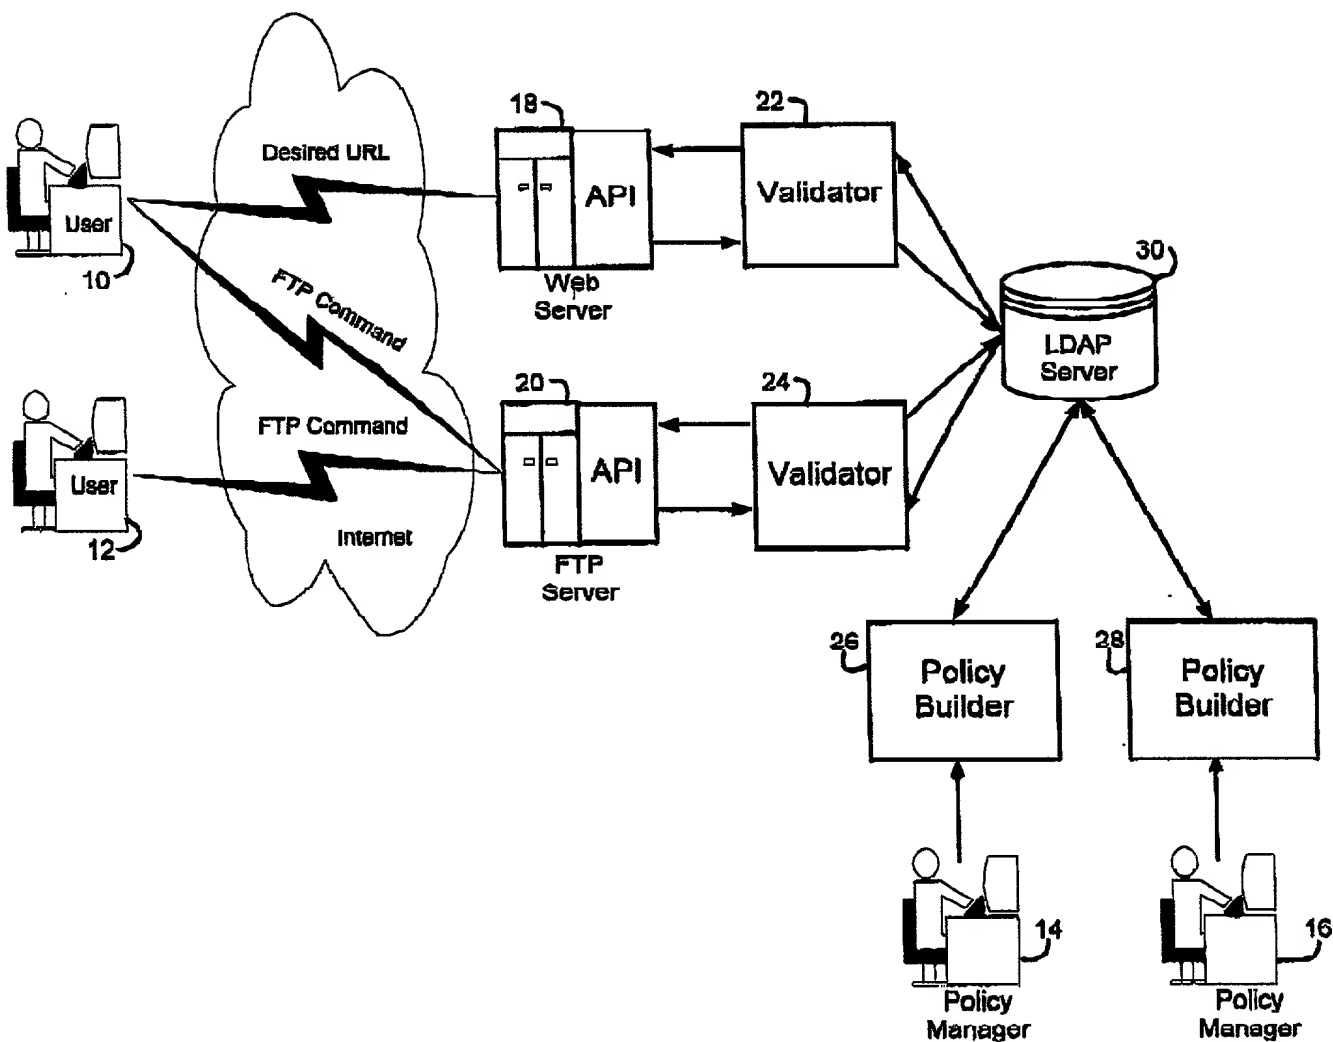 18
22
Desired URL
API
Validator
User
10
Web
Server
30
FTP Command
LDAP
Server
20
24
FTP Command
API
Validator
User
12
Internet
FTP
Server
26
Policy
Builder
28
Policy
Builder
14
Policy
Manager
16
Policy
Manager